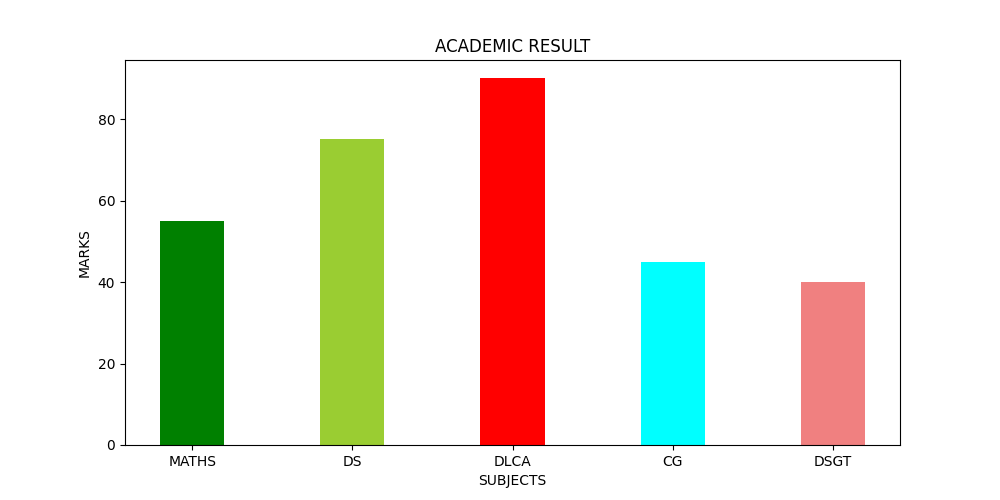 ACADEMIC RESULT
80
60
40
20
0
MARKS
MATHS DS DLCA CG DSGT
SUBJECTS